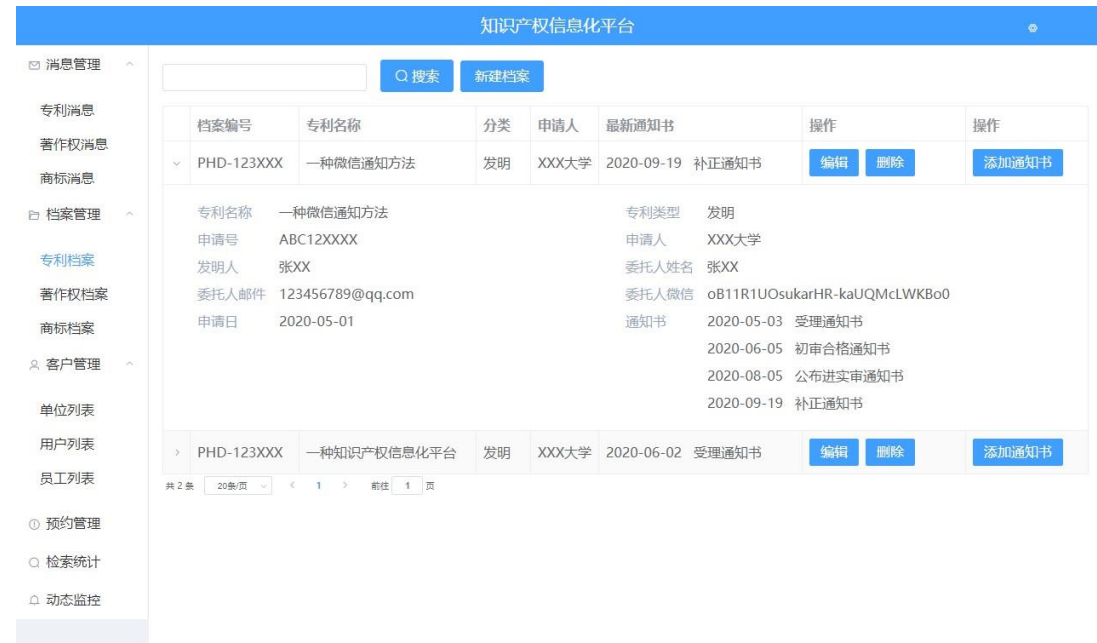 知识产权信息化平台
消息管理
专利消息
著作权消息
商标消息
档案管理
专利档案
著作权档案
商标档案
客户管理
单位列表
用户列表
员工列表
预约管理
检索统计
动态监控
搜索 新建档案
档案编号 专利名称 分类 申请人 最新通知书 操作 操作
PHD-123XXX 一种微信通知方法 发明 XXX大学 2020-09-19 补正通知书 编辑 删除 添加通知书
专利名称 一种微信通知方法 专利类型 发明
申请号 ABC12XXXX 申请人 XXX大学
发明人 张XX 委托人姓名 张XX
委托人邮件 123456789@qq.com 委托人微信 oB11R1UOsukarHR-kaUQMcLWKBo0
申请日 2020-05-01 通知书 2020-05-03 受理通知书
2020-06-05 初审合格通知书
2020-08-05 公布进实审通知书
2020-09-19 补正通知书
PHD-123XXX 一种知识产权信息化平台 发明 XXX大学 2020-06-02 受理通知书 编辑 删除 添加通知书
共 2 条 20条/页 1 前往 1 页